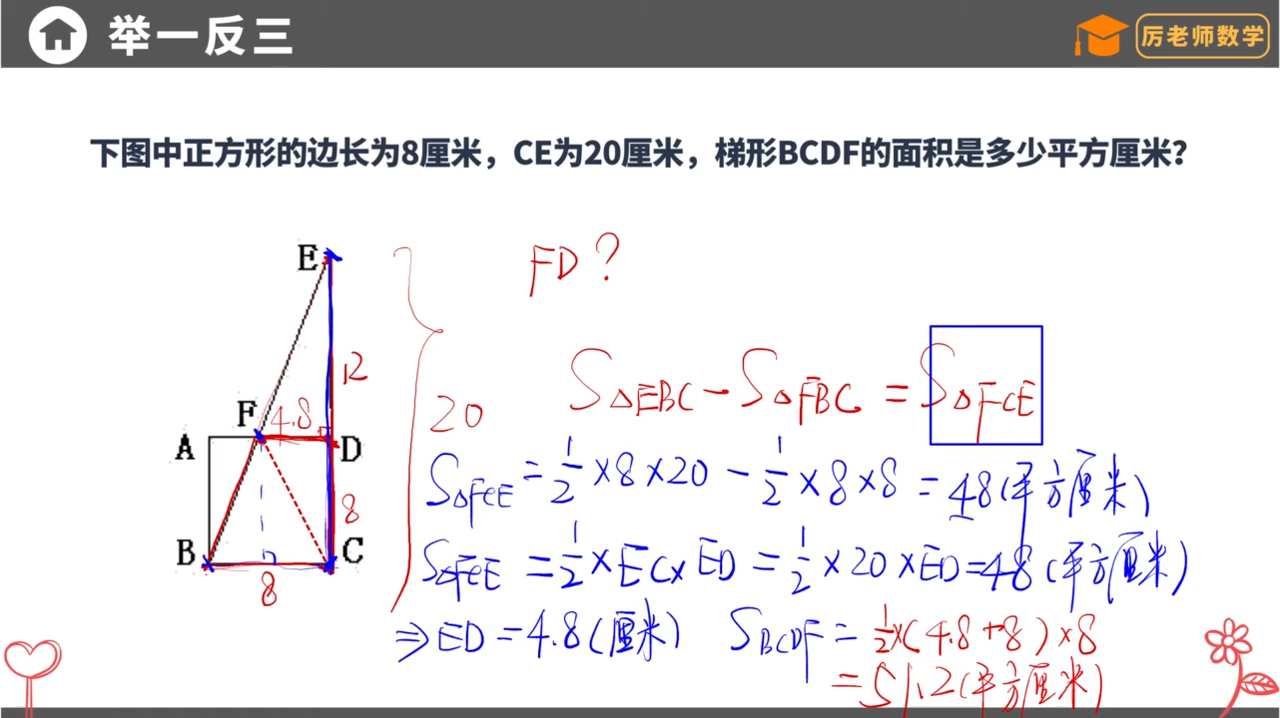 举一反三
厉老师数学
下图中正方形的边长为8厘米，CE为20厘米，梯形BCDF的面积是多少平方厘米？
E
FD？
12
F
4.8
A
D
20
S△EBC－S△FBC＝S△FCE
8
S△FCE＝1/2×8×20－1/2×8×8＝48(平方厘米)
B
C
8
S△FCE＝1/2×EC×ED＝1/2×20×ED＝48(平方厘米)
⇒ED＝4.8(厘米)
SBCDF＝1/2×(4.8+8)×8
＝51.2(平方厘米)